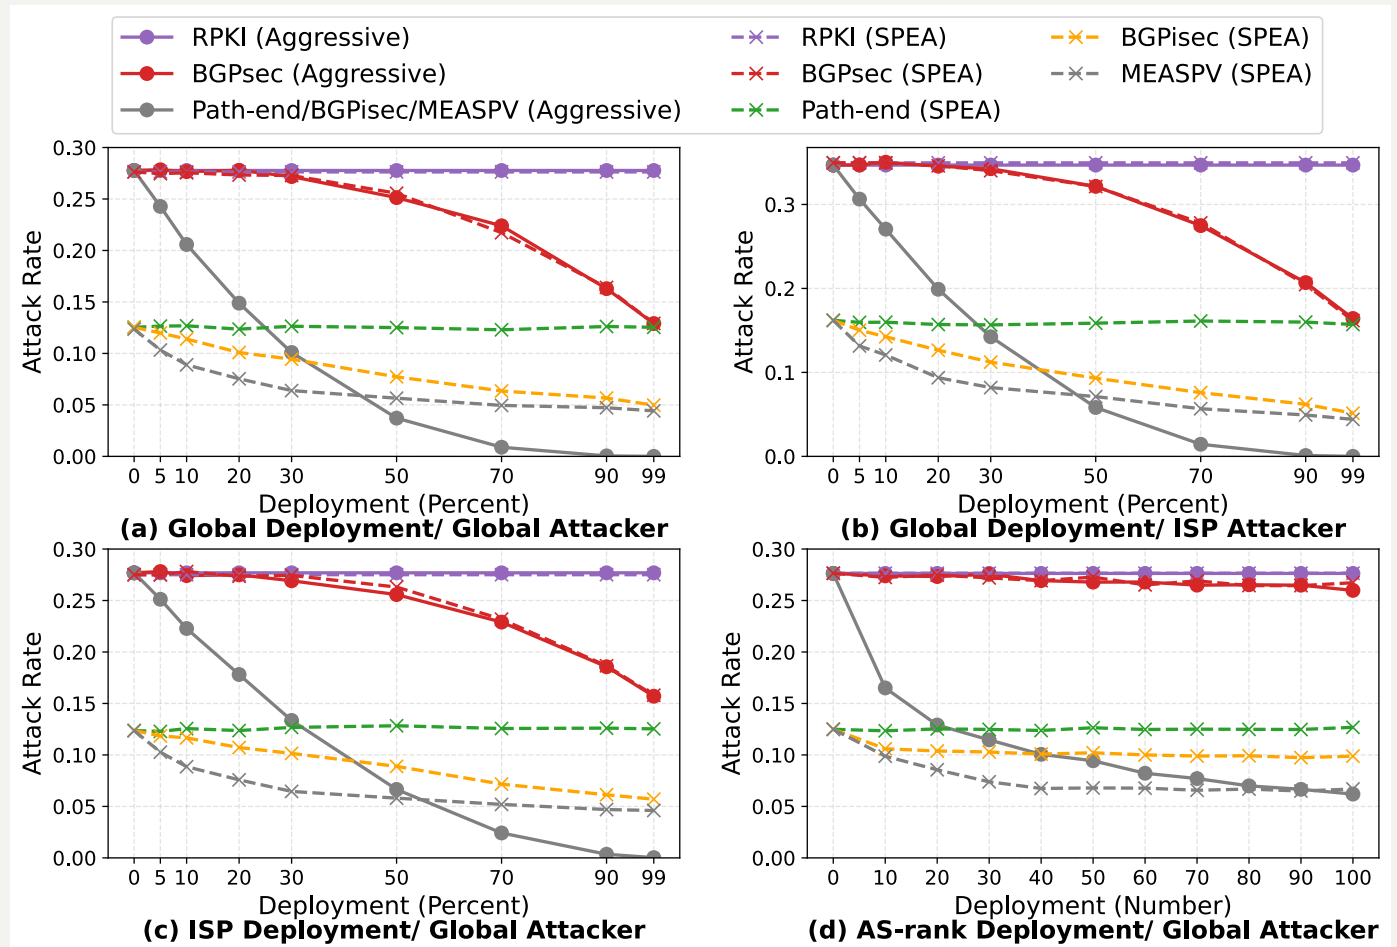 RPKI (Aggressive)
BGPsec (Aggressive)
Path-end/BGPisec/MEASPV (Aggressive)
RPKI (SPEA)
BGPsec (SPEA)
Path-end (SPEA)
BGPisec (SPEA)
MEASPV (SPEA)
Attack Rate
0.30
0.25
0.20
0.15
0.10
0.05
0.00
0 5 10 20 30 50 70 90 99
Deployment (Percent)
(a) Global Deployment/ Global Attacker
Attack Rate
0.3
0.2
0.1
0.0
0 5 10 20 30 50 70 90 99
Deployment (Percent)
(b) Global Deployment/ ISP Attacker
Attack Rate
0.30
0.25
0.20
0.15
0.10
0.05
0.00
0 5 10 20 30 50 70 90 99
Deployment (Percent)
(c) ISP Deployment/ Global Attacker
Attack Rate
0.30
0.25
0.20
0.15
0.10
0.05
0.00
0 10 20 30 40 50 60 70 80 90 100
Deployment (Number)
(d) AS-rank Deployment/ Global Attacker